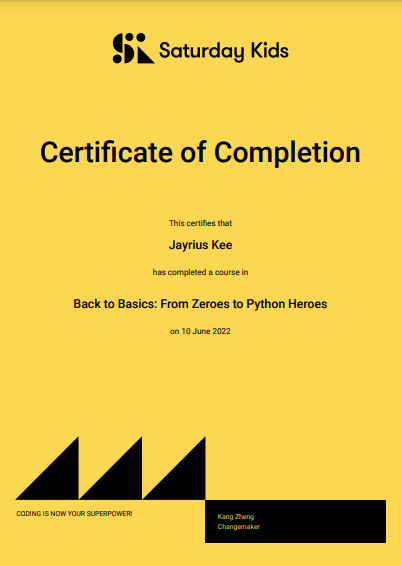 Saturday Kids
Certificate of Completion
This certifies that
Jayrius Kee
has completed a course in
Back to Basics: From Zeroes to Python Heroes
on 10 June 2022
CODING IS NOW YOUR SUPERPOWER!
Kang Zheng
Changemaker